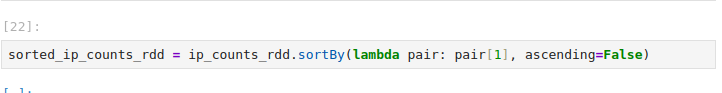 [22]:
sorted_ip_counts_rdd = ip_counts_rdd.sortBy(lambda pair: pair[1], ascending=False)